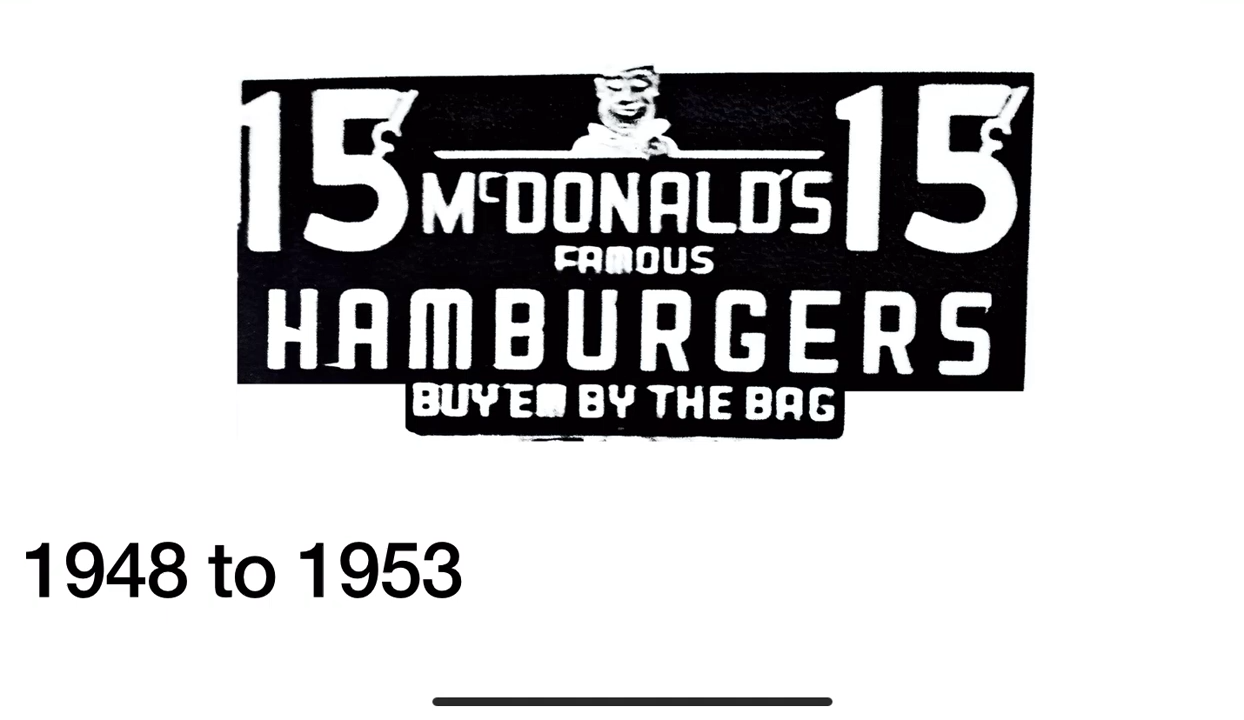 15¢ 15¢
McDONALD'S
FAMOUS
HAMBURGERS
BUY'EM BY THE BAG
1948 to 1953